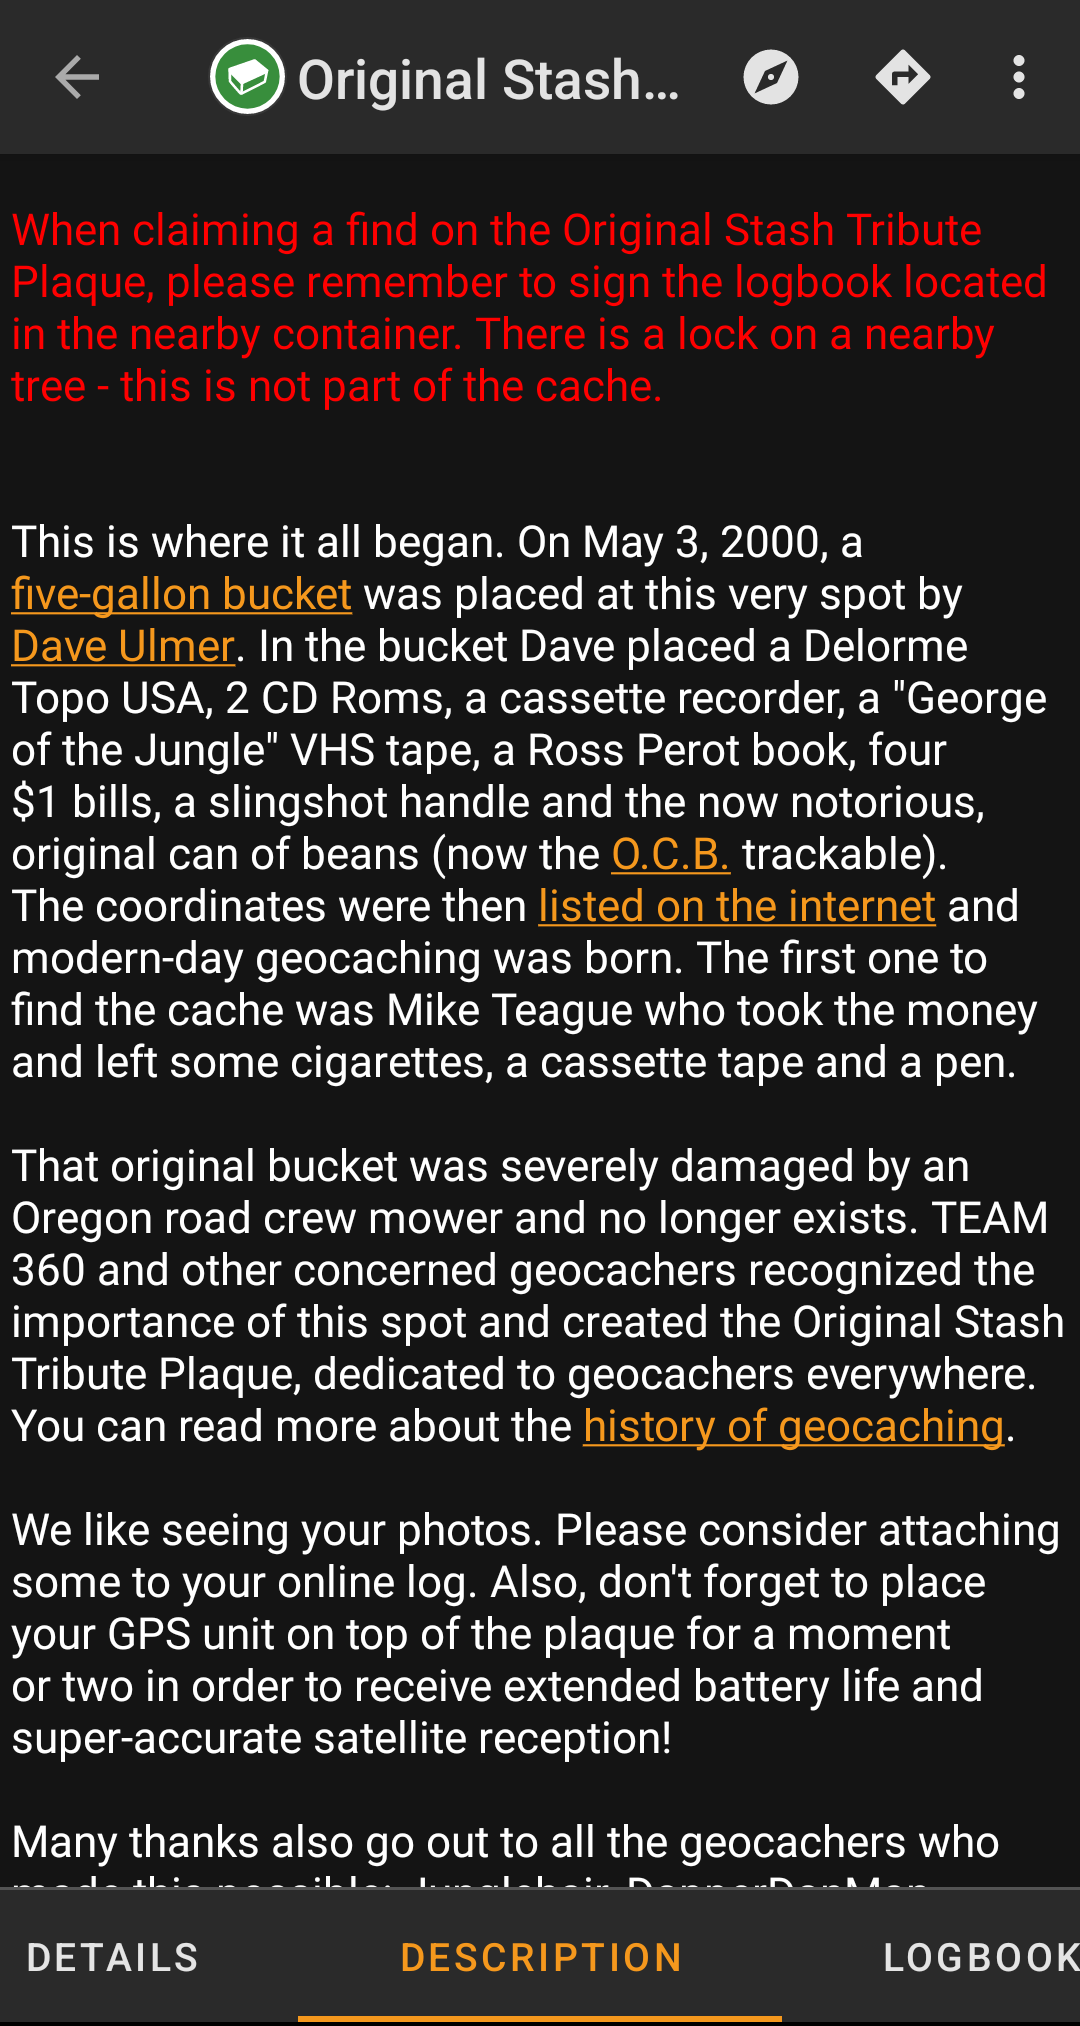 Original Stash...
When claiming a find on the Original Stash Tribute
Plaque, please remember to sign the logbook located
in the nearby container. There is a lock on a nearby
tree - this is not part of the cache.
This is where it all began. On May 3, 2000, a
five-gallon bucket was placed at this very spot by
Dave Ulmer. In the bucket Dave placed a Delorme
Topo USA, 2 CD Roms, a cassette recorder, a "George
of the Jungle" VHS tape, a Ross Perot book, four
$1 bills, a slingshot handle and the now notorious,
original can of beans (now the O.C.B. trackable).
The coordinates were then listed on the internet and
modern-day geocaching was born. The first one to
find the cache was Mike Teague who took the money
and left some cigarettes, a cassette tape and a pen.
That original bucket was severely damaged by an
Oregon road crew mower and no longer exists. TEAM
360 and other concerned geocachers recognized the
importance of this spot and created the Original Stash
Tribute Plaque, dedicated to geocachers everywhere.
You can read more about the history of geocaching.
We like seeing your photos. Please consider attaching
some to your online log. Also, don't forget to place
your GPS unit on top of the plaque for a moment
or two in order to receive extended battery life and
super-accurate satellite reception!
Many thanks also go out to all the geocachers who
made this possible:
DETAILS
DESCRIPTION
LOGBOOK